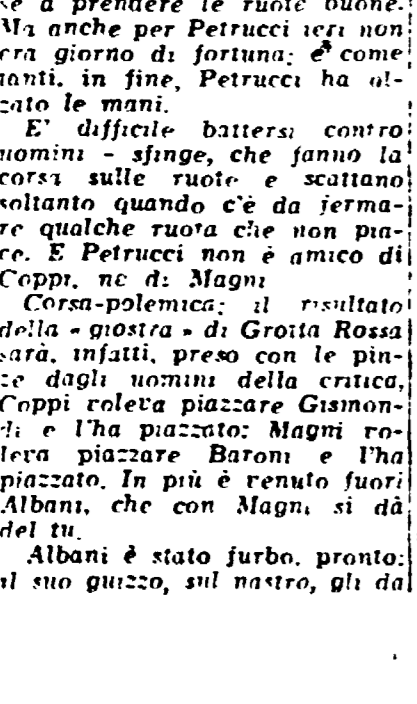 se a prendere le ruote buone.
Ma anche per Petrucci ieri non
era giorno di fortuna; e come
tanti, in fine, Petrucci ha al-
zato le mani.
E' difficile battersi contro
uomini - sfinge, che fanno la
corsa sulle ruote e scattano
soltanto quando c'è da ferma-
re qualche ruota che non pia-
ce. E Petrucci non è amico di
Coppi, ne di Magni
Corsa-polemica; il risultato
della « giostra » di Grotta Rossa
sarà, infatti, preso con le pin-
ze dagli uomini della critica,
Coppi voleva piazzare Gismon-
di e l'ha piazzato; Magni vo-
leva piazzare Baroni e l'ha
piazzato. In più è venuto fuori
Albani, che con Magni si dà
del tu.
Albani è stato furbo, pronto;
il suo guizzo, sul nastro, gli da